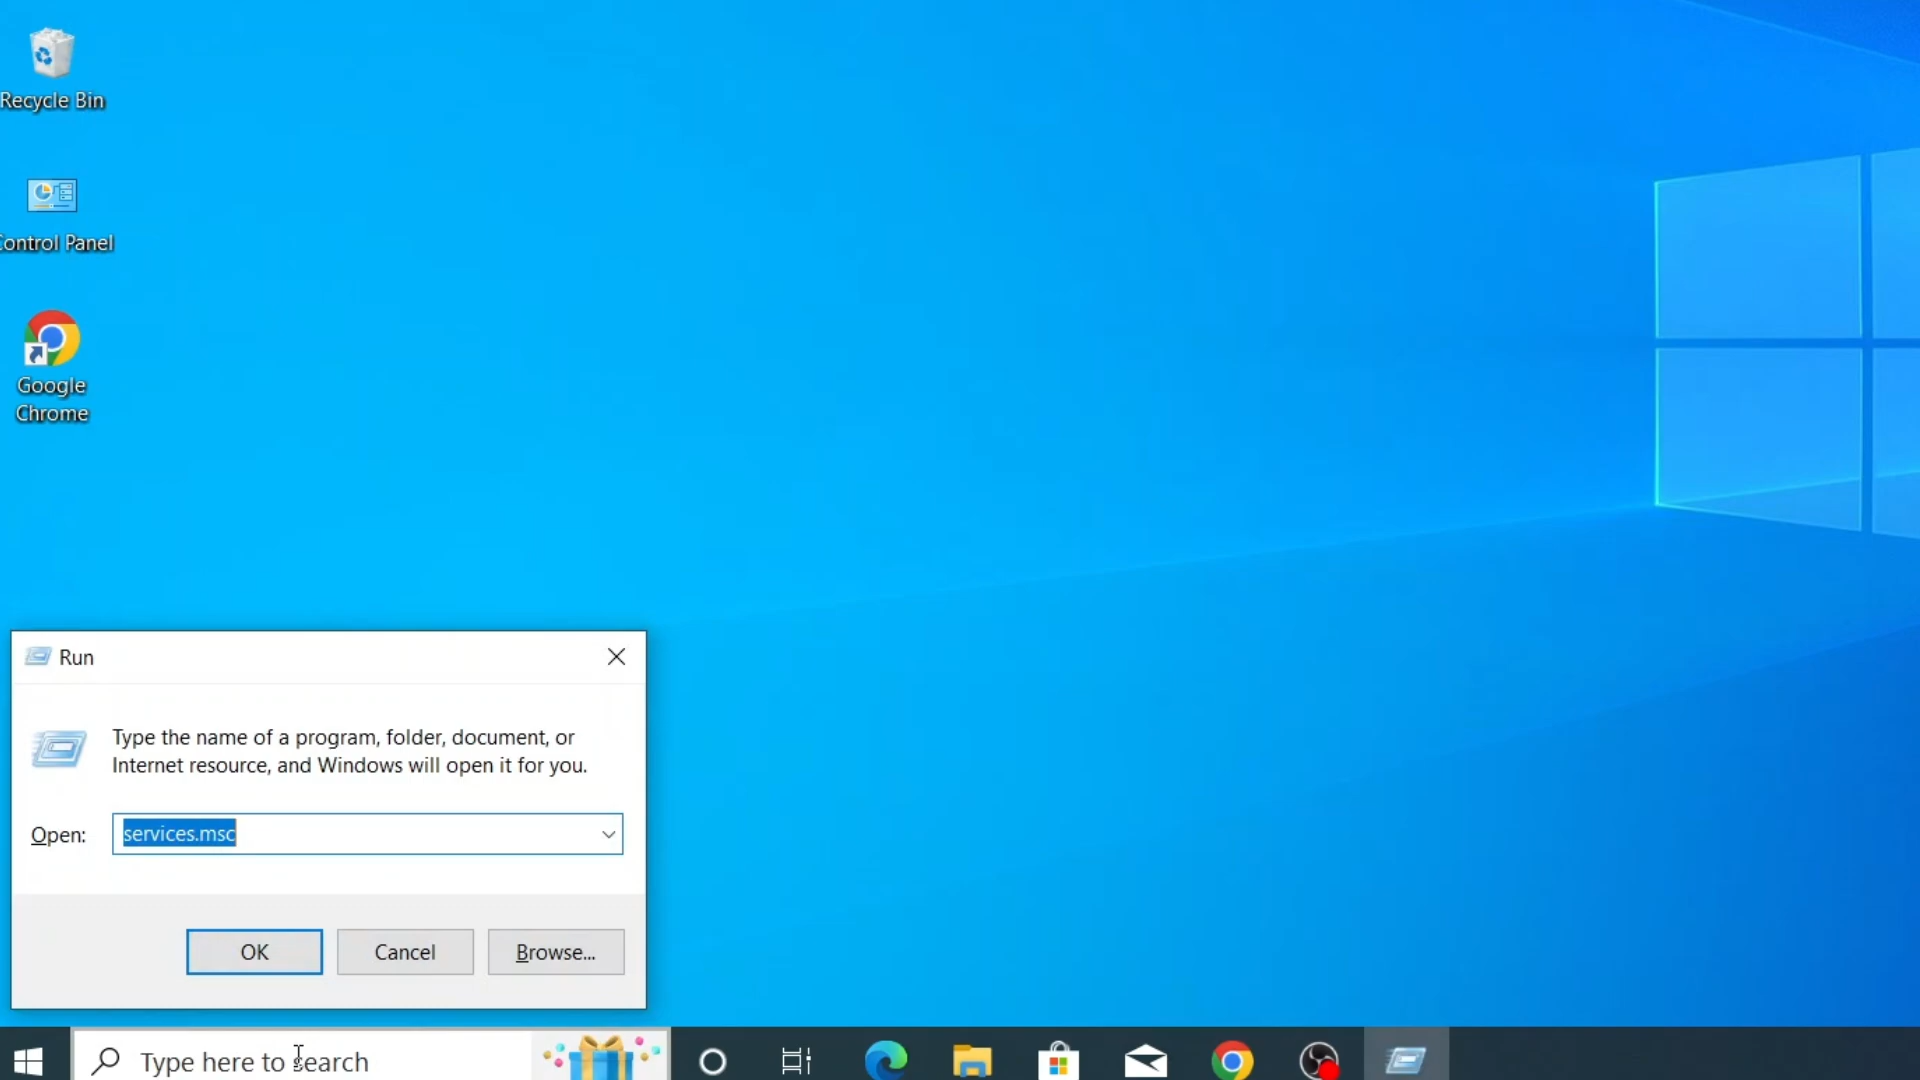 Recycle Bin
Control Panel
Google
Chrome
Run
Type the name of a program, folder, document, or
Internet resource, and Windows will open it for you.
Open:
services.msc
OK
Cancel
Browse...
Type here to search